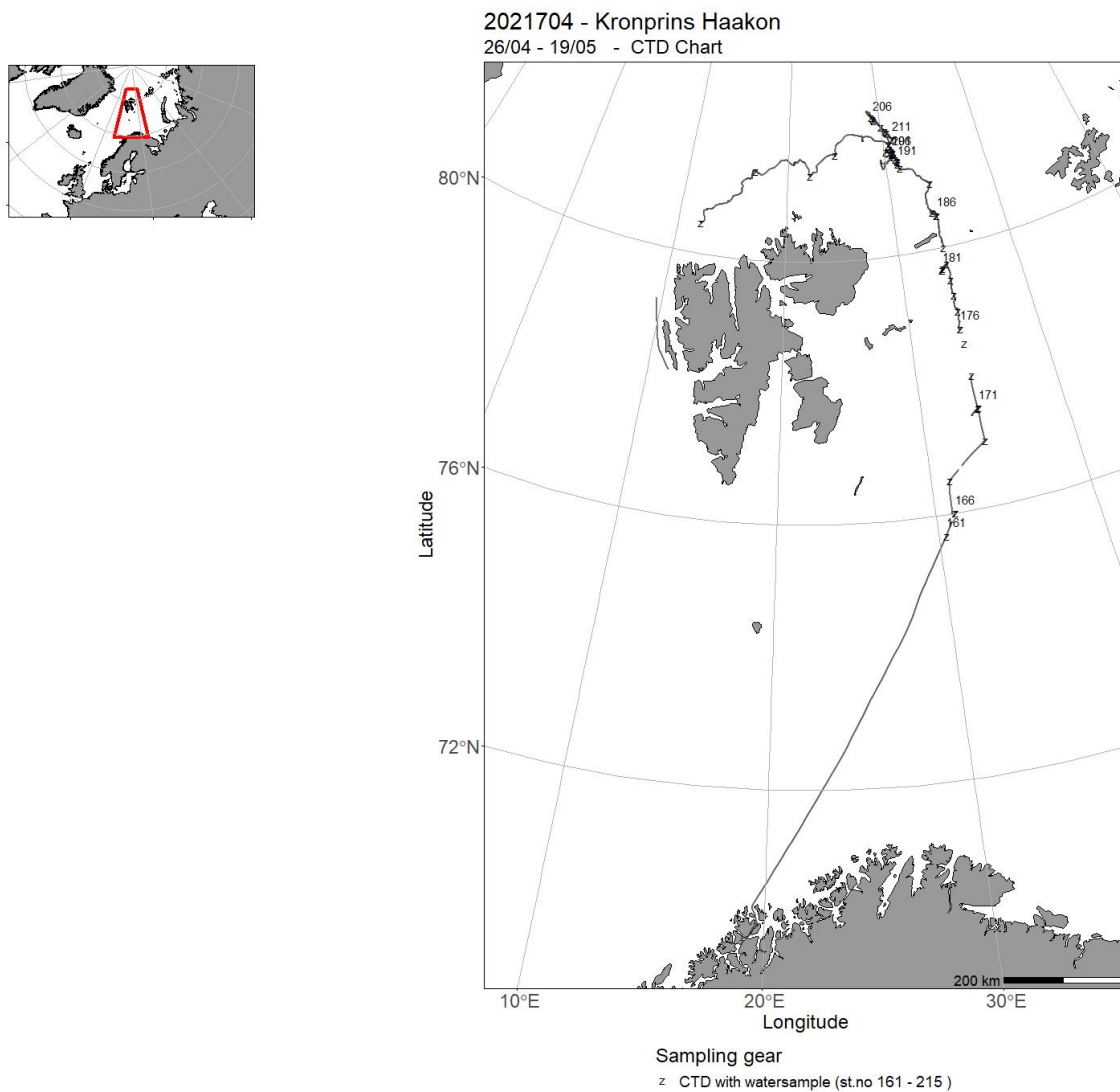 2021704 - Kronprins Haakon
26/04 - 19/05 - CTD Chart
206
211
191
80°N
186
181
176
171
76°N
166
161
Latitude
72°N
200 km
10°E 20°E 30°E
Longitude
Sampling gear
z CTD with watersample (st.no 161 - 215 )